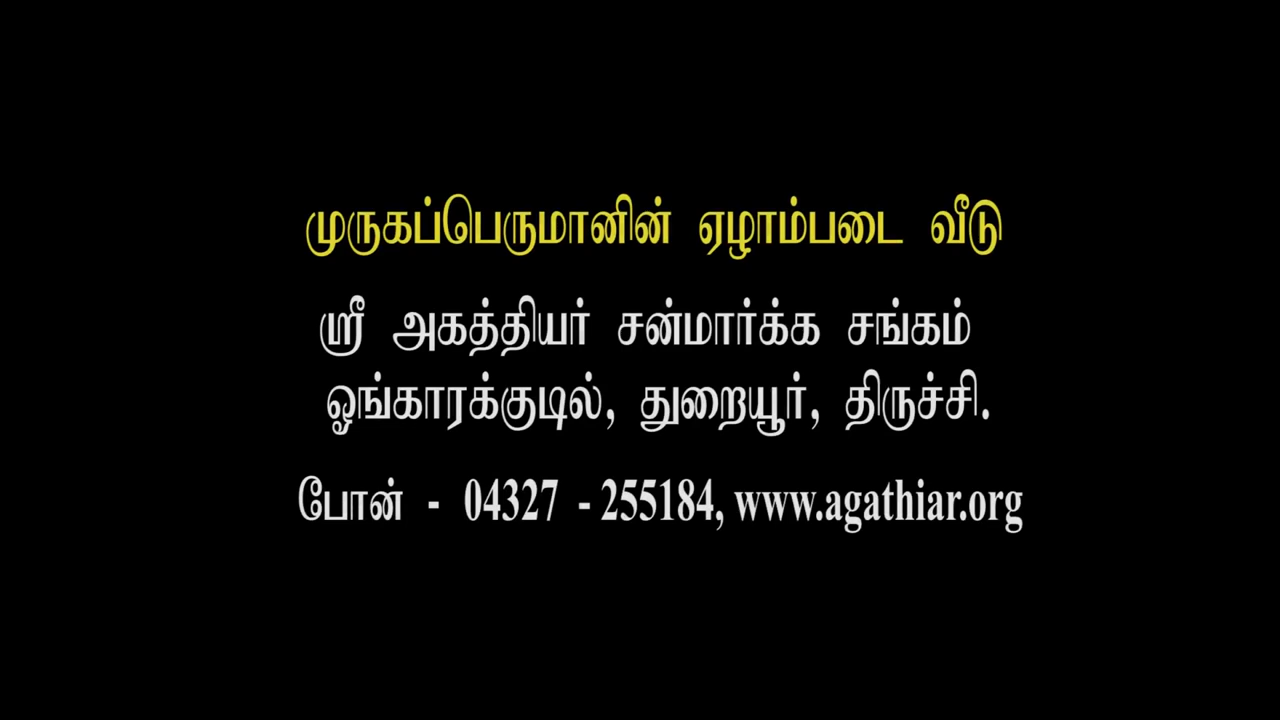 முருகப்பெருமானின் ஏழாம்படை வீடு
ஸ்ரீ அகத்தியர் சன்மார்க்க சங்கம்
ஓங்காரக்குடில், துறையூர், திருச்சி.
போன் - 04327 - 255184, www.agathiar.org